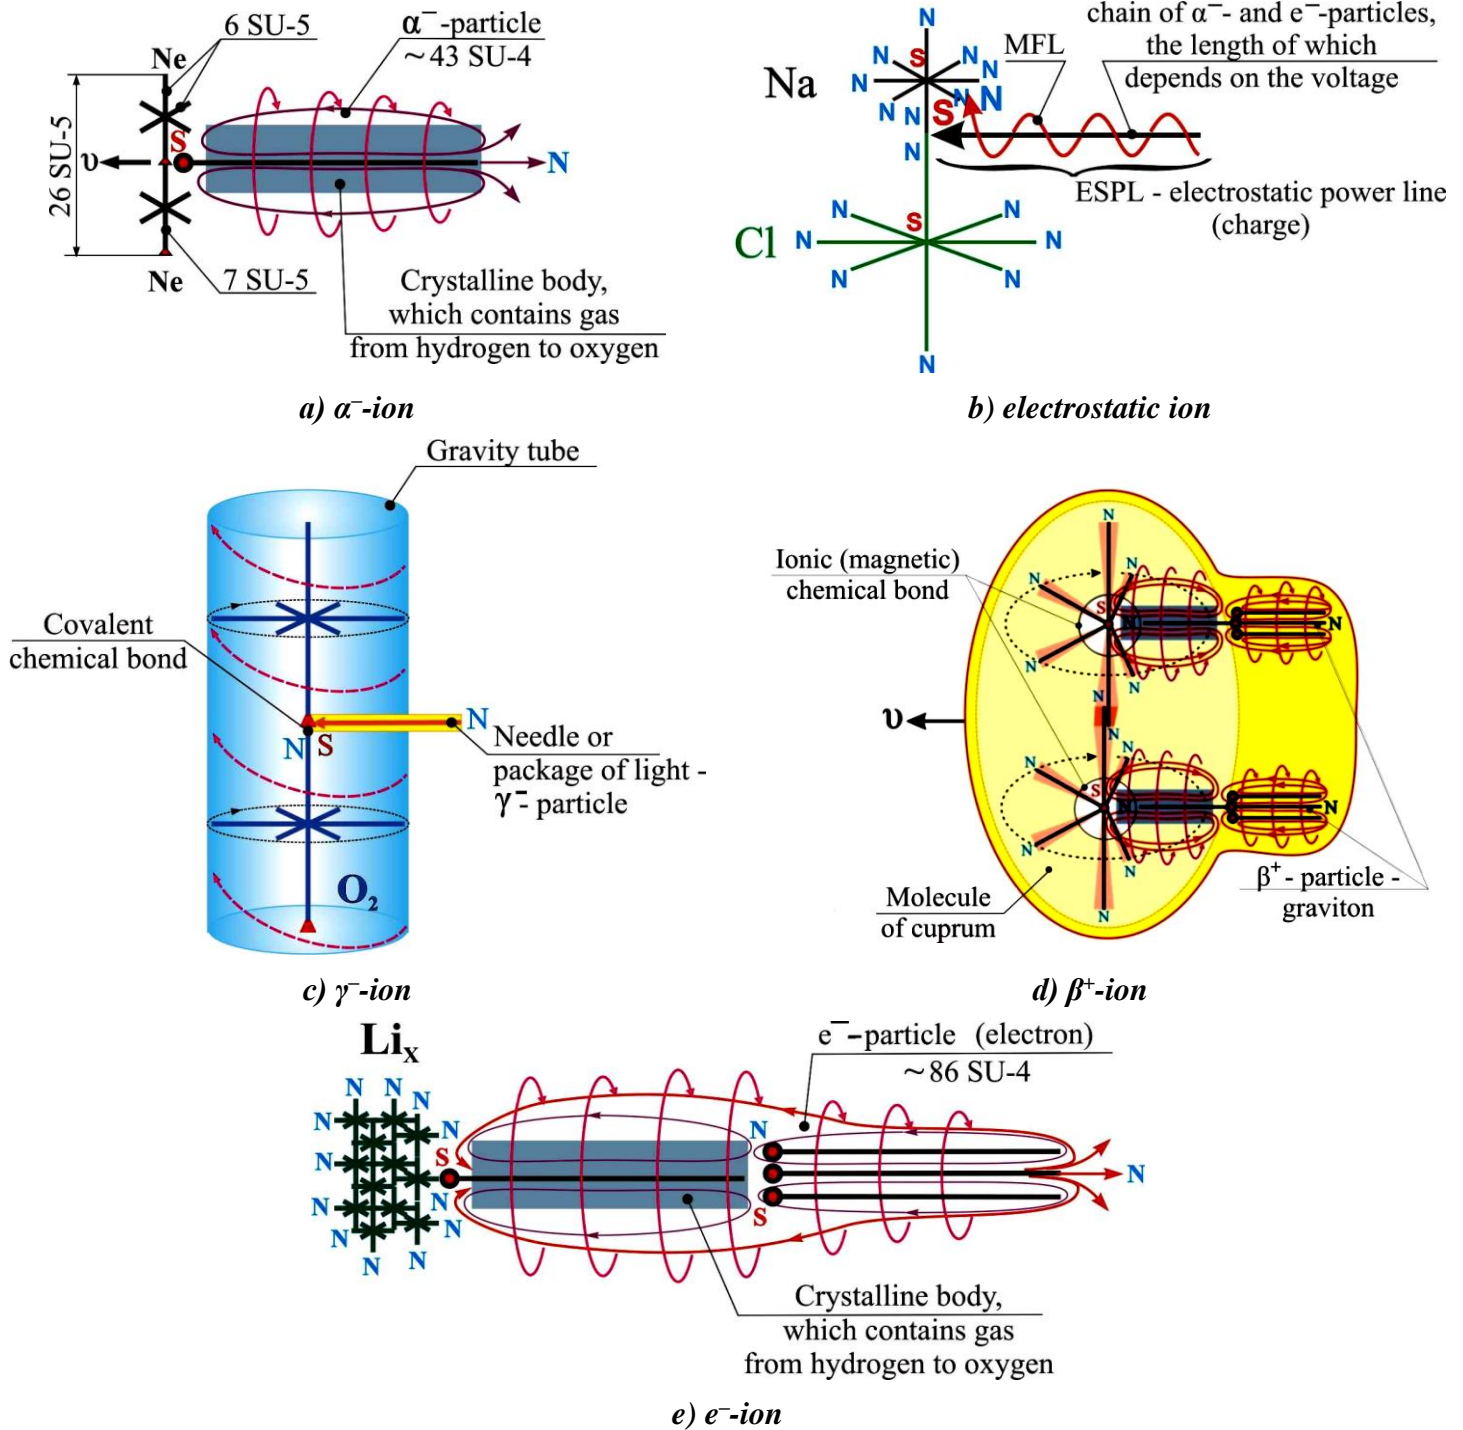 6 SU-5
α⁻-particle
~43 SU-4
Ne
26 SU-5
S
υ
N
7 SU-5
Ne
Crystalline body,
which contains gas
from hydrogen to oxygen
a) α⁻-ion
chain of α⁻- and e⁻-particles,
the length of which
depends on the voltage
MFL
Na
N
N
S
N
N
N
N
N
N
N
S
N
ESPL - electrostatic power line
(charge)
Cl
N
S
N
N
N
N
N
N
b) electrostatic ion
Gravity tube
Covalent
chemical bond
N
S
N
Needle or
package of light -
γ⁻- particle
O₂
c) γ⁻-ion
Ionic (magnetic)
chemical bond
N
N
N
S
N
N
N
N
N
N
υ
N
N
S
N
N
N
N
N
β⁺- particle -
graviton
Molecule
of cuprum
d) β⁺-ion
Liₓ
e⁻-particle (electron)
~86 SU-4
N
N
N
N
N
N
S
N
N
N
N
N
N
N
S
N
N
Crystalline body,
which contains gas
from hydrogen to oxygen
e) e⁻-ion